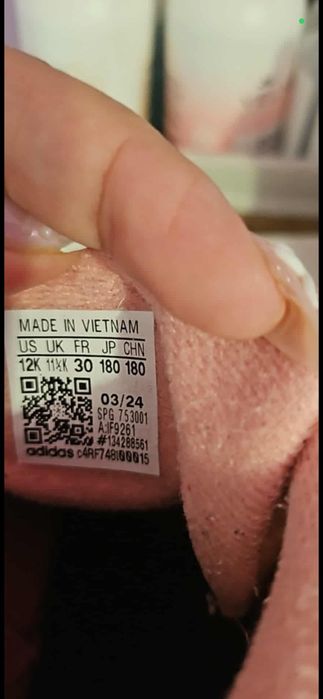 MADE IN VIETNAM
US UK FR JP CHN
12K 11½K 30 180 180
03/24
SPG 753001
A:IF9261
#134288561
adidas c4RF748I00015